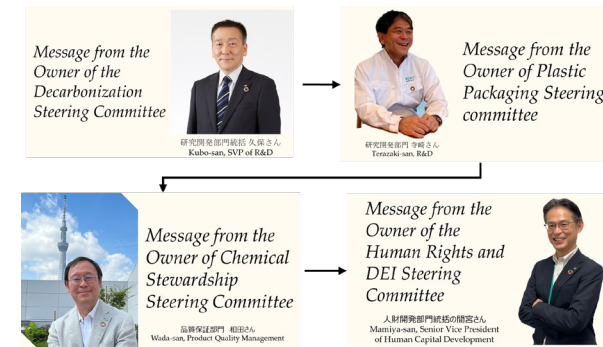 Message from the
Owner of the
Decarbonization
Steering Committee
研究開発部門統括 久保さん
Kubo-san, SVP of R&D
Message from the
Owner of Plastic
Packaging Steering
committee
研究開発部門 寺崎さん
Terazaki-san, R&D
Message from the
Owner of Chemical
Stewardship
Steering Committee
品質保証部門 相田さん
Wada-san, Product Quality Management
Message from the
Owner of the
Human Rights and
DEI Steering
Committee
人財開発部門統括の間宮さん
Mamiya-san, Senior Vice President
of Human Capital Development